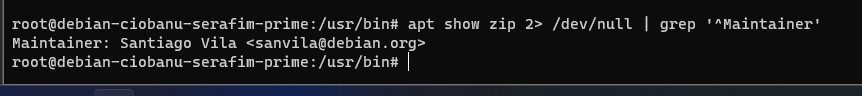 root@debian-ciobanu-serafim-prime:/usr/bin# apt show zip 2> /dev/null | grep '^Maintainer'
Maintainer: Santiago Vila <sanvila@debian.org>
root@debian-ciobanu-serafim-prime:/usr/bin#